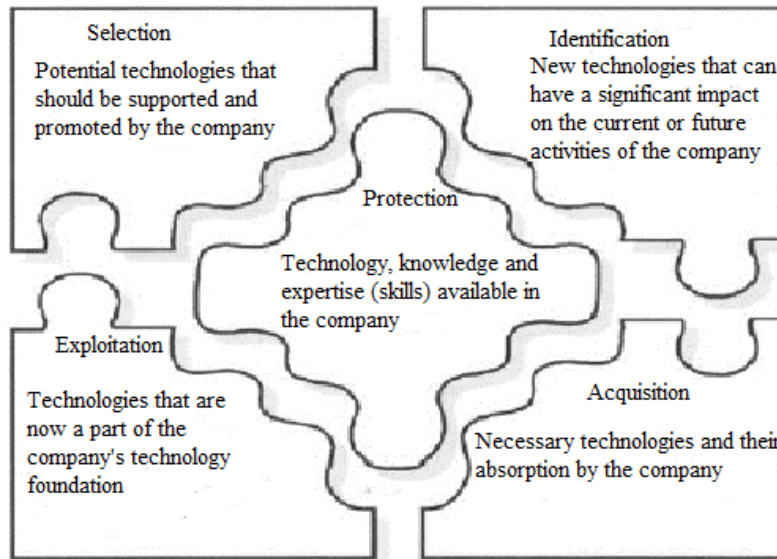 Selection
Potential technologies that
should be supported and
promoted by the company
Identification
New technologies that can
have a significant impact
on the current or future
activities of the company
Protection
Technology, knowledge and
expertise (skills) available in
the company
Exploitation
Technologies that are
now a part of the
company's technology
foundation
Acquisition
Necessary technologies and their
absorption by the company